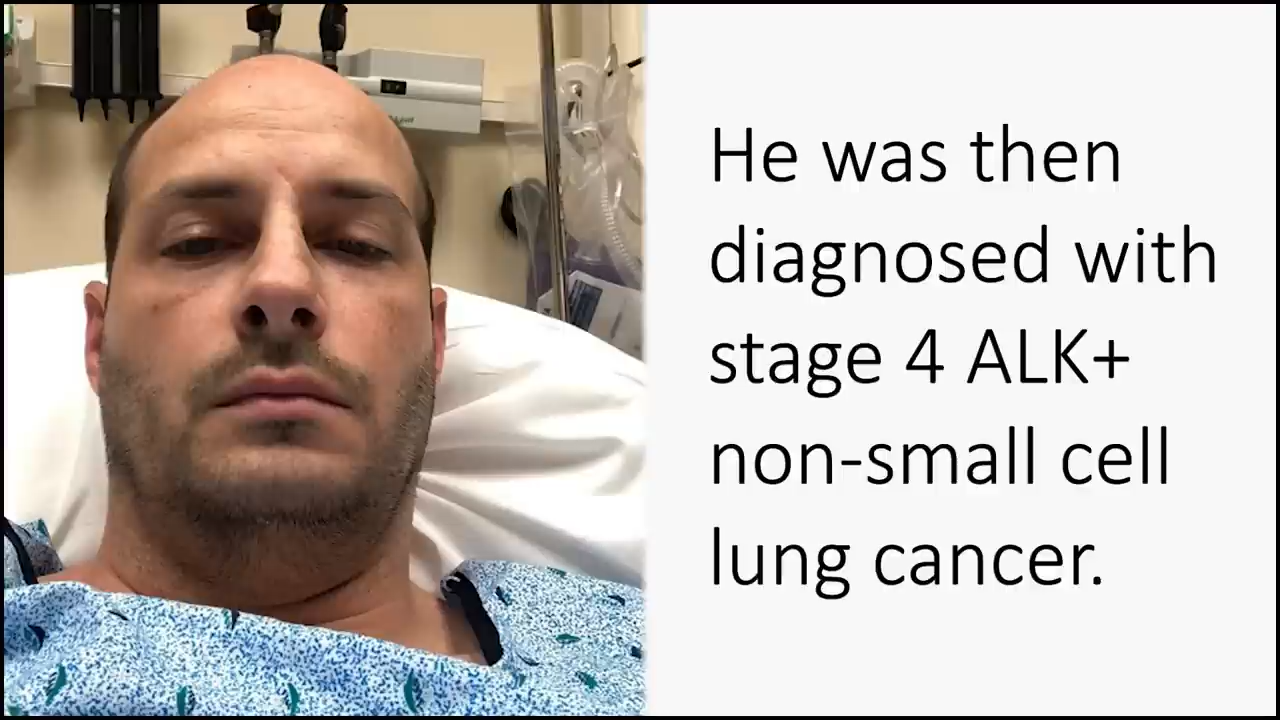 He was then
diagnosed with
stage 4 ALK+
non-small cell
lung cancer.